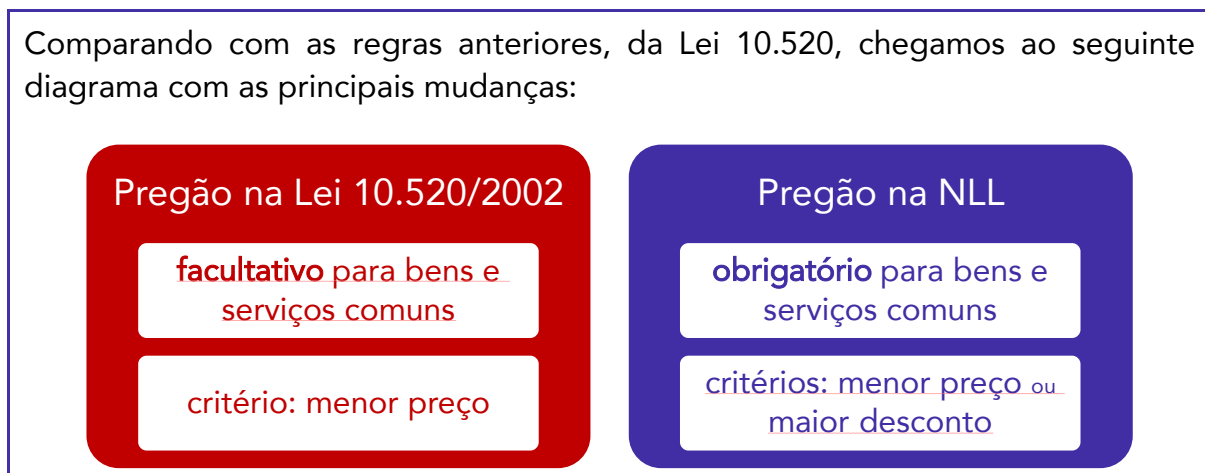 Comparando com as regras anteriores, da Lei 10.520, chegamos ao seguinte
diagrama com as principais mudanças:
Pregão na Lei 10.520/2002
facultativo para bens e
serviços comuns
critério: menor preço
Pregão na NLL
obrigatório para bens e
serviços comuns
critérios: menor preço ou
maior desconto